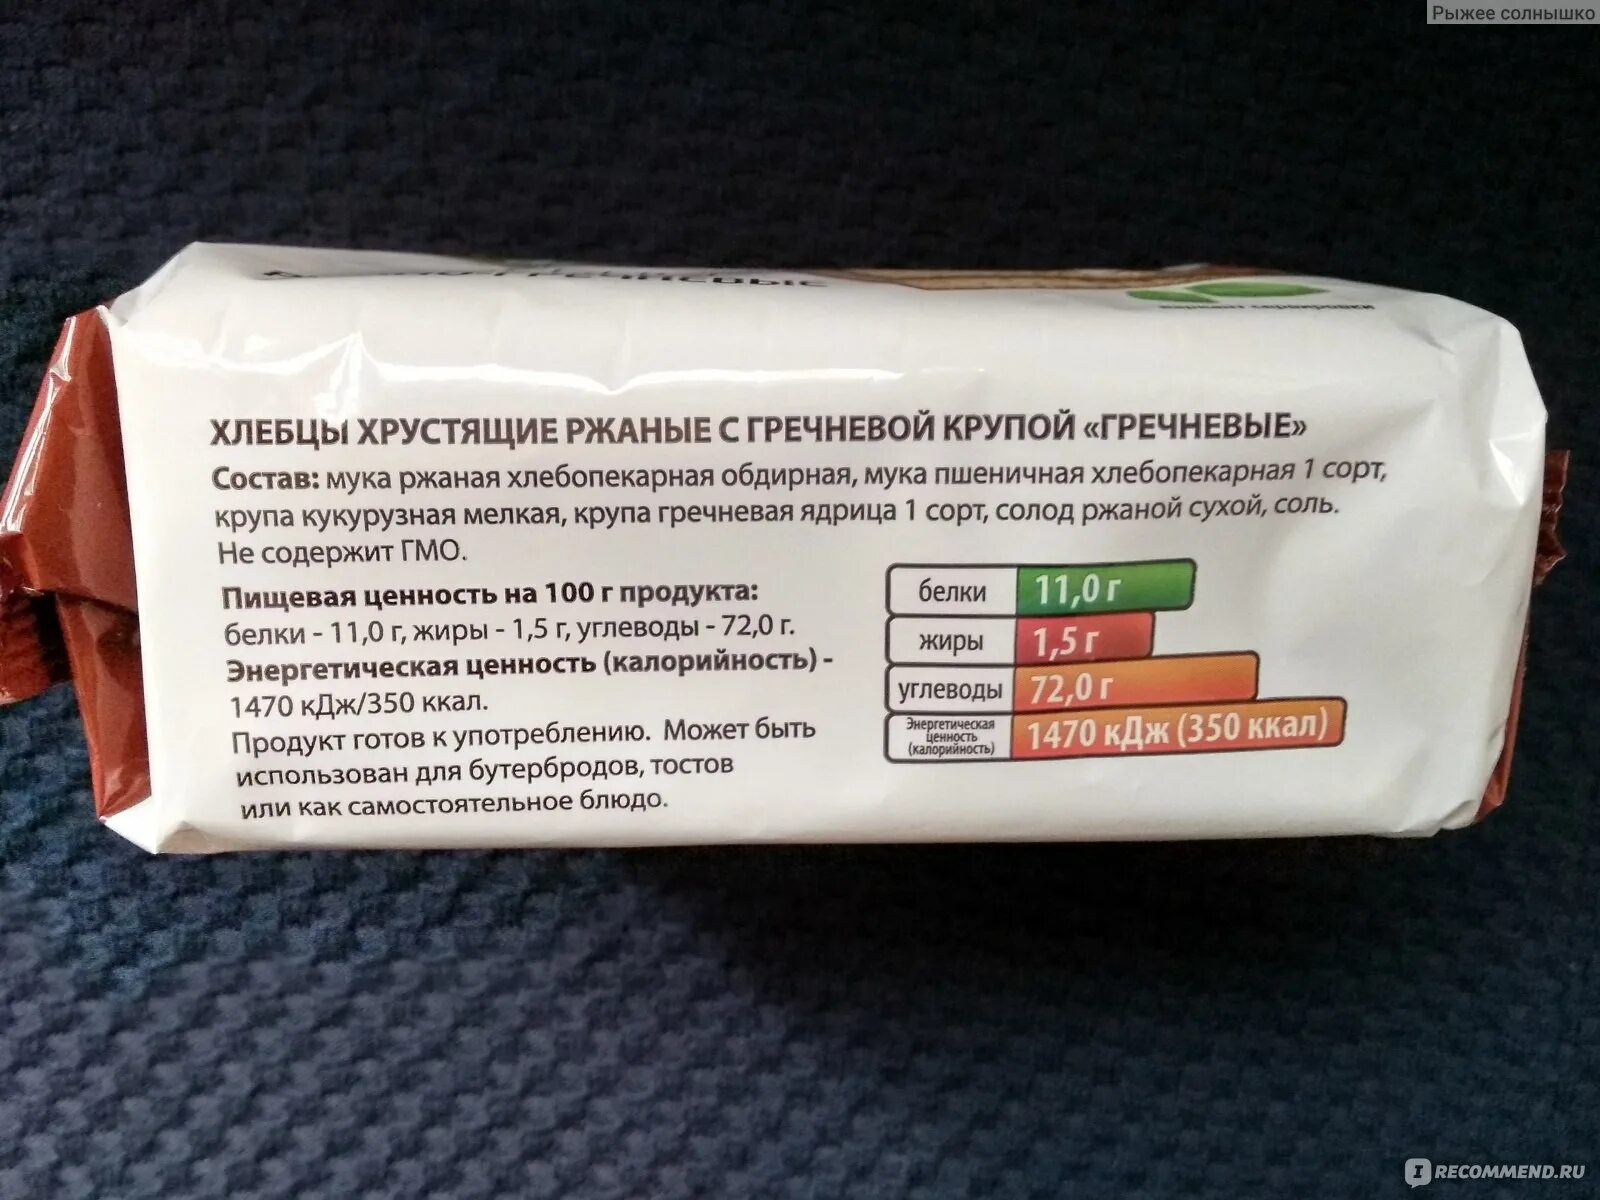 Рыжее солнышко
ХЛЕБЦЫ ХРУСТЯЩИЕ РЖАНЫЕ С ГРЕЧНЕВОЙ КРУПОЙ «ГРЕЧНЕВЫЕ»
Состав: мука ржаная хлебопекарная обдирная, мука пшеничная хлебопекарная 1 сорт,
крупа кукурузная мелкая, крупа гречневая ядрица 1 сорт, солод ржаной сухой, соль.
Не содержит ГМО.
Пищевая ценность на 100 г продукта:
белки - 11,0 г, жиры - 1,5 г, углеводы - 72,0 г.
Энергетическая ценность (калорийность) -
1470 кДж/350 ккал.
Продукт готов к употреблению. Может быть
использован для бутербродов, тостов
или как самостоятельное блюдо.
белки 11,0 г
жиры 1,5 г
углеводы 72,0 г
Энергетическая
ценность
(калорийность)
1470 кДж (350 ккал)
IRECOMMEND.RU